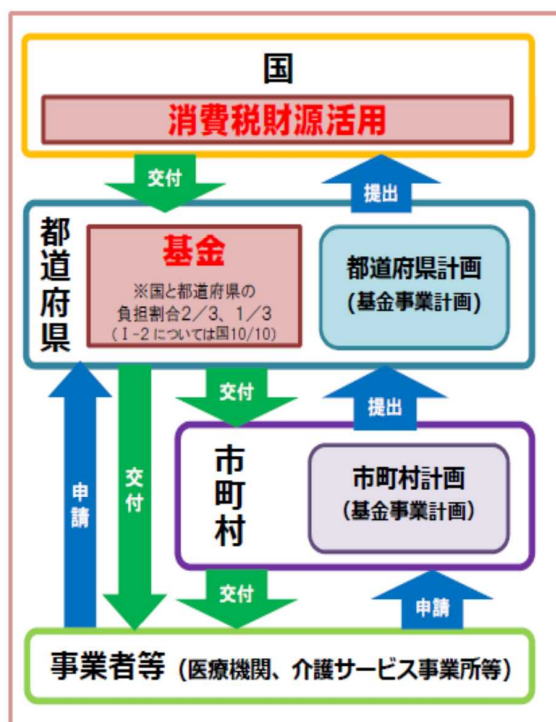 国
消費税財源活用
交付
提出
都道府県
基金
※国と都道府県の
負担割合2/3、1/3
(Ⅰ-2については国10/10)
都道府県計画
(基金事業計画)
交付
提出
申請
交付
市町村
市町村計画
(基金事業計画)
交付
申請
事業者等(医療機関、介護サービス事業所等)